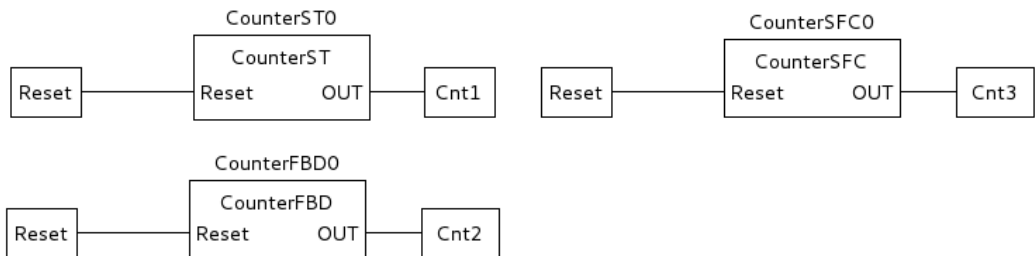 CounterST0
CounterST
Reset
Reset
OUT
Cnt1
CounterSFC0
CounterSFC
Reset
Reset
OUT
Cnt3
CounterFBD0
CounterFBD
Reset
Reset
OUT
Cnt2